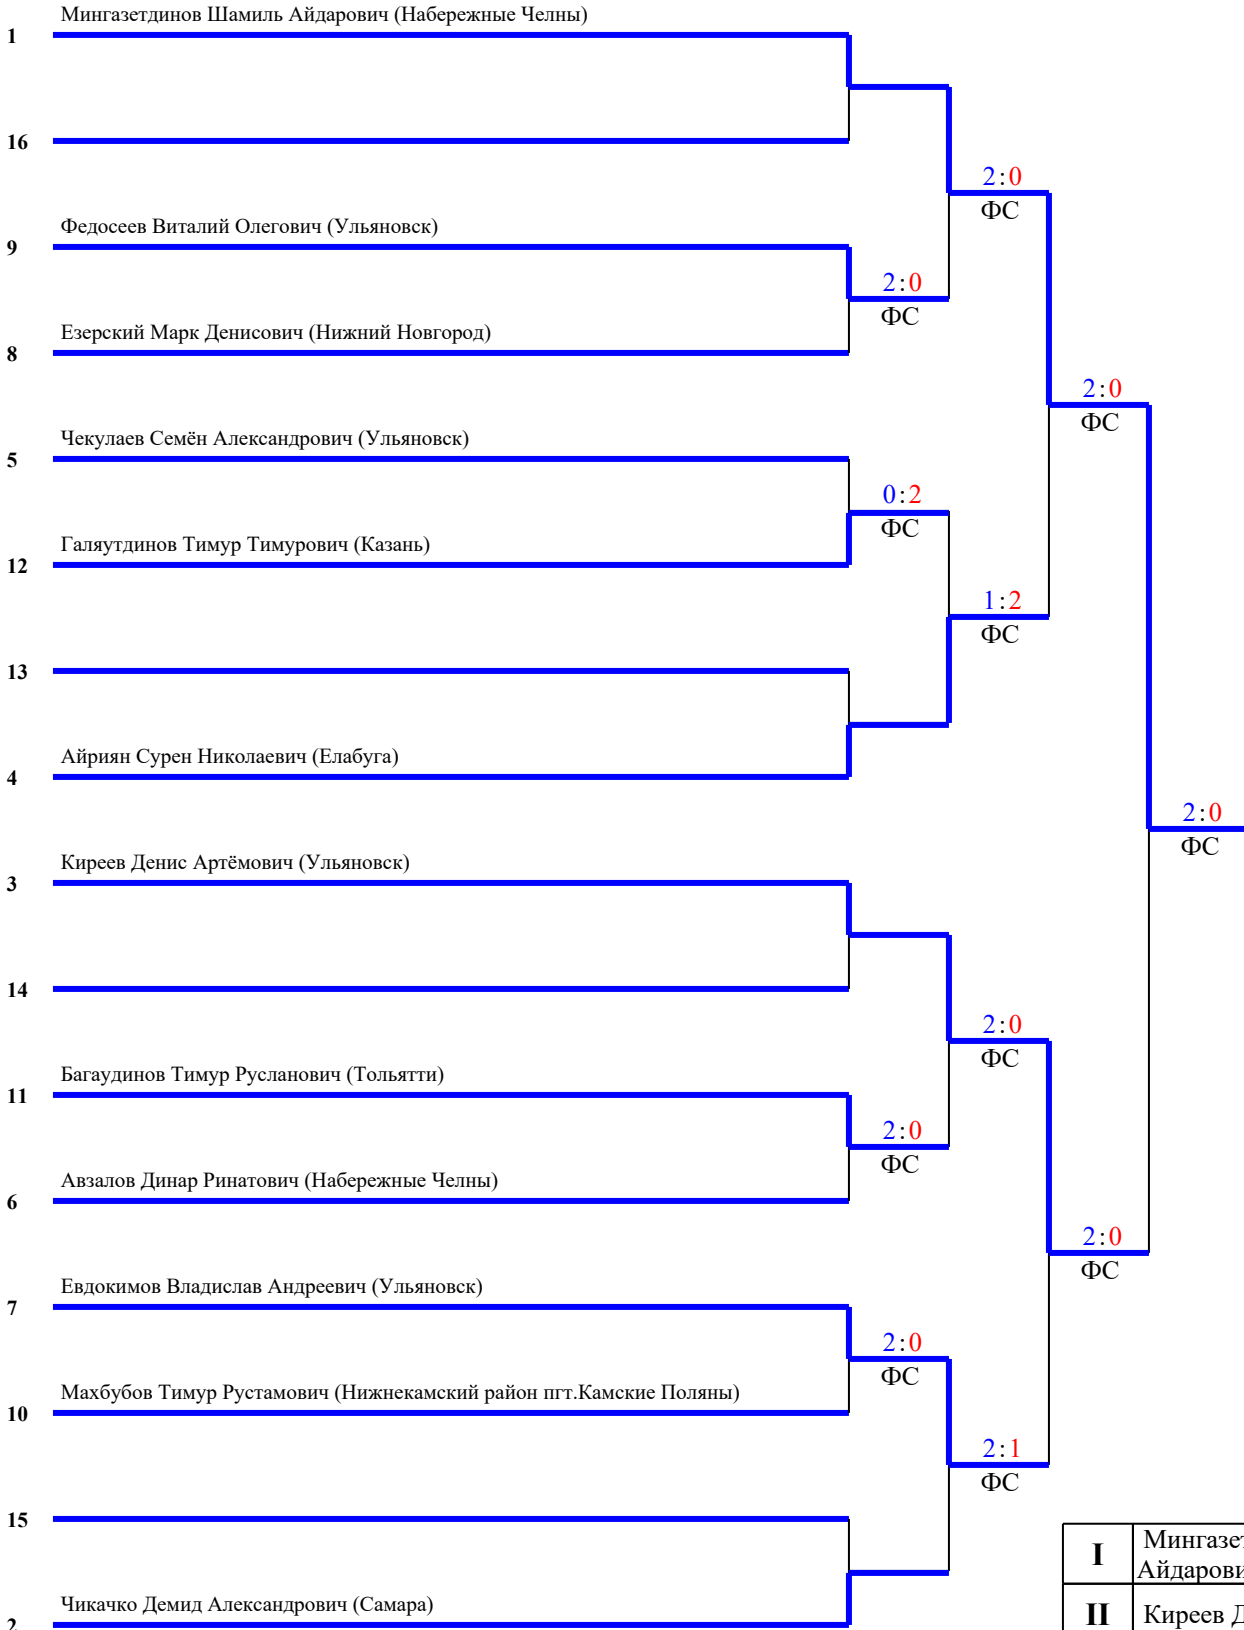 Мингазетдинов Шамиль Айдарович (Набережные Челны)
1
16
2:0
ФС
Федосеев Виталий Олегович (Ульяновск)
9
2:0
ФС
Езерский Марк Денисович (Нижний Новгород)
8
2:0
ФС
Чекулаев Семён Александрович (Ульяновск)
5
0:2
ФС
Галяутдинов Тимур Тимурович (Казань)
12
1:2
ФС
13
Айриян Сурен Николаевич (Елабуга)
4
2:0
ФС
Киреев Денис Артёмович (Ульяновск)
3
14
2:0
ФС
Багаудинов Тимур Русланович (Тольятти)
11
2:0
ФС
Авзалов Динар Ринатович (Набережные Челны)
6
2:0
ФС
Евдокимов Владислав Андреевич (Ульяновск)
7
2:0
ФС
Махбубов Тимур Рустамович (Нижнекамский район пгт.Камские Поляны)
10
2:1
ФС
15
I
Мингазет
Айдарови
Чикачко Демид Александрович (Самара)
2
II Киреев Д